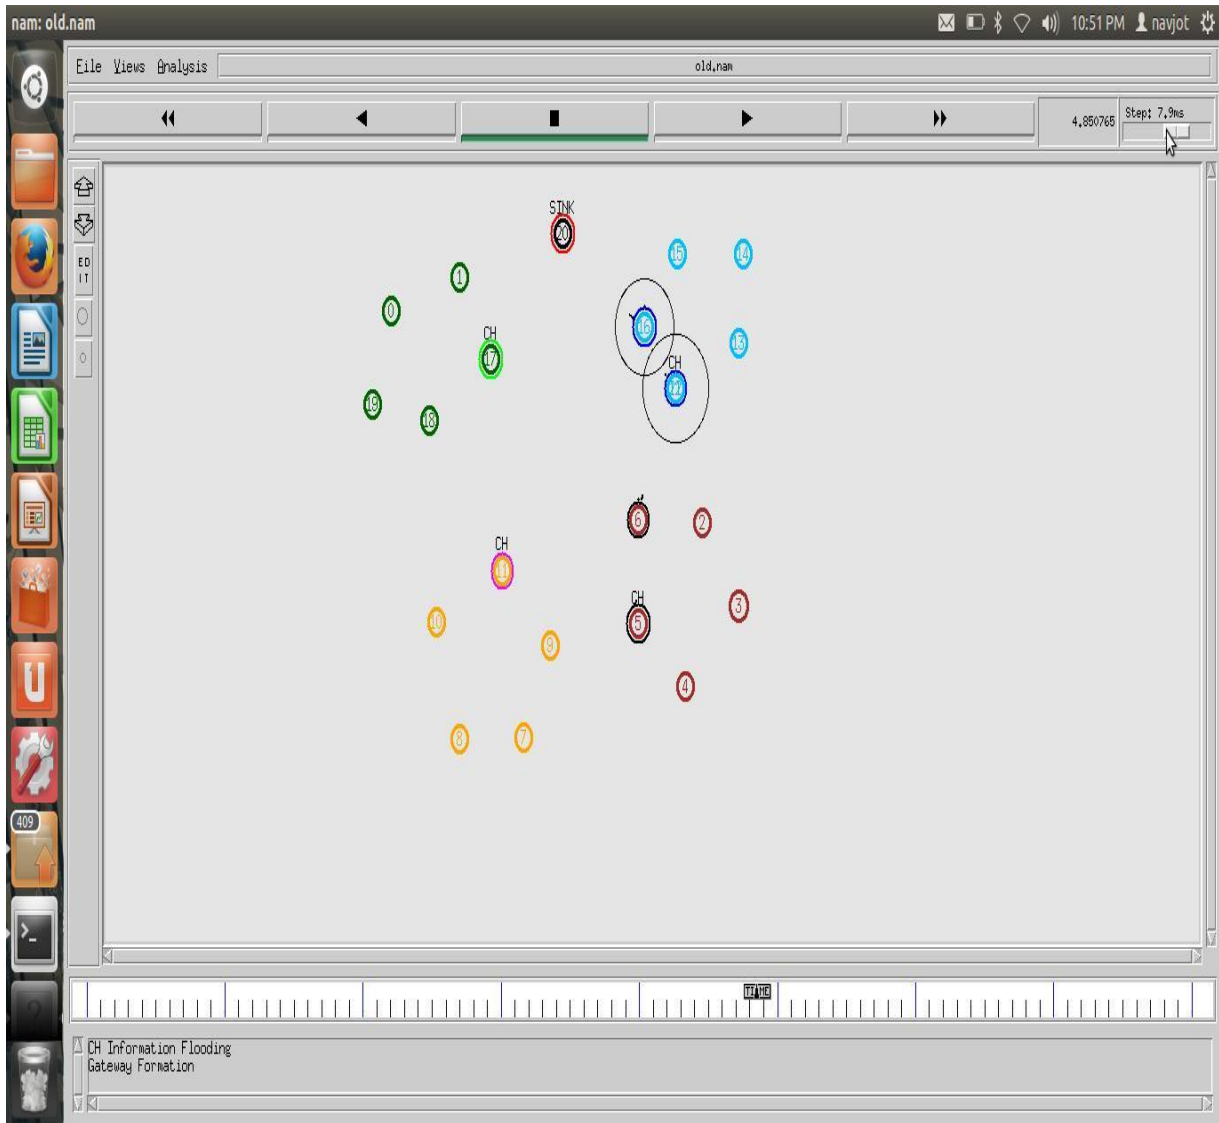 nam: old.nam
10:51 PM navjot
File Views Analysis old.nam
4.850765 Step: 7.9ms
ED
IT
SINK
20
15 14
1
0
16
CH
17
13
CH
19
18
6 2
CH
11
CH
3
5
10
9
4
8 7
409
TIME
CH Information Flooding
Gateway Formation